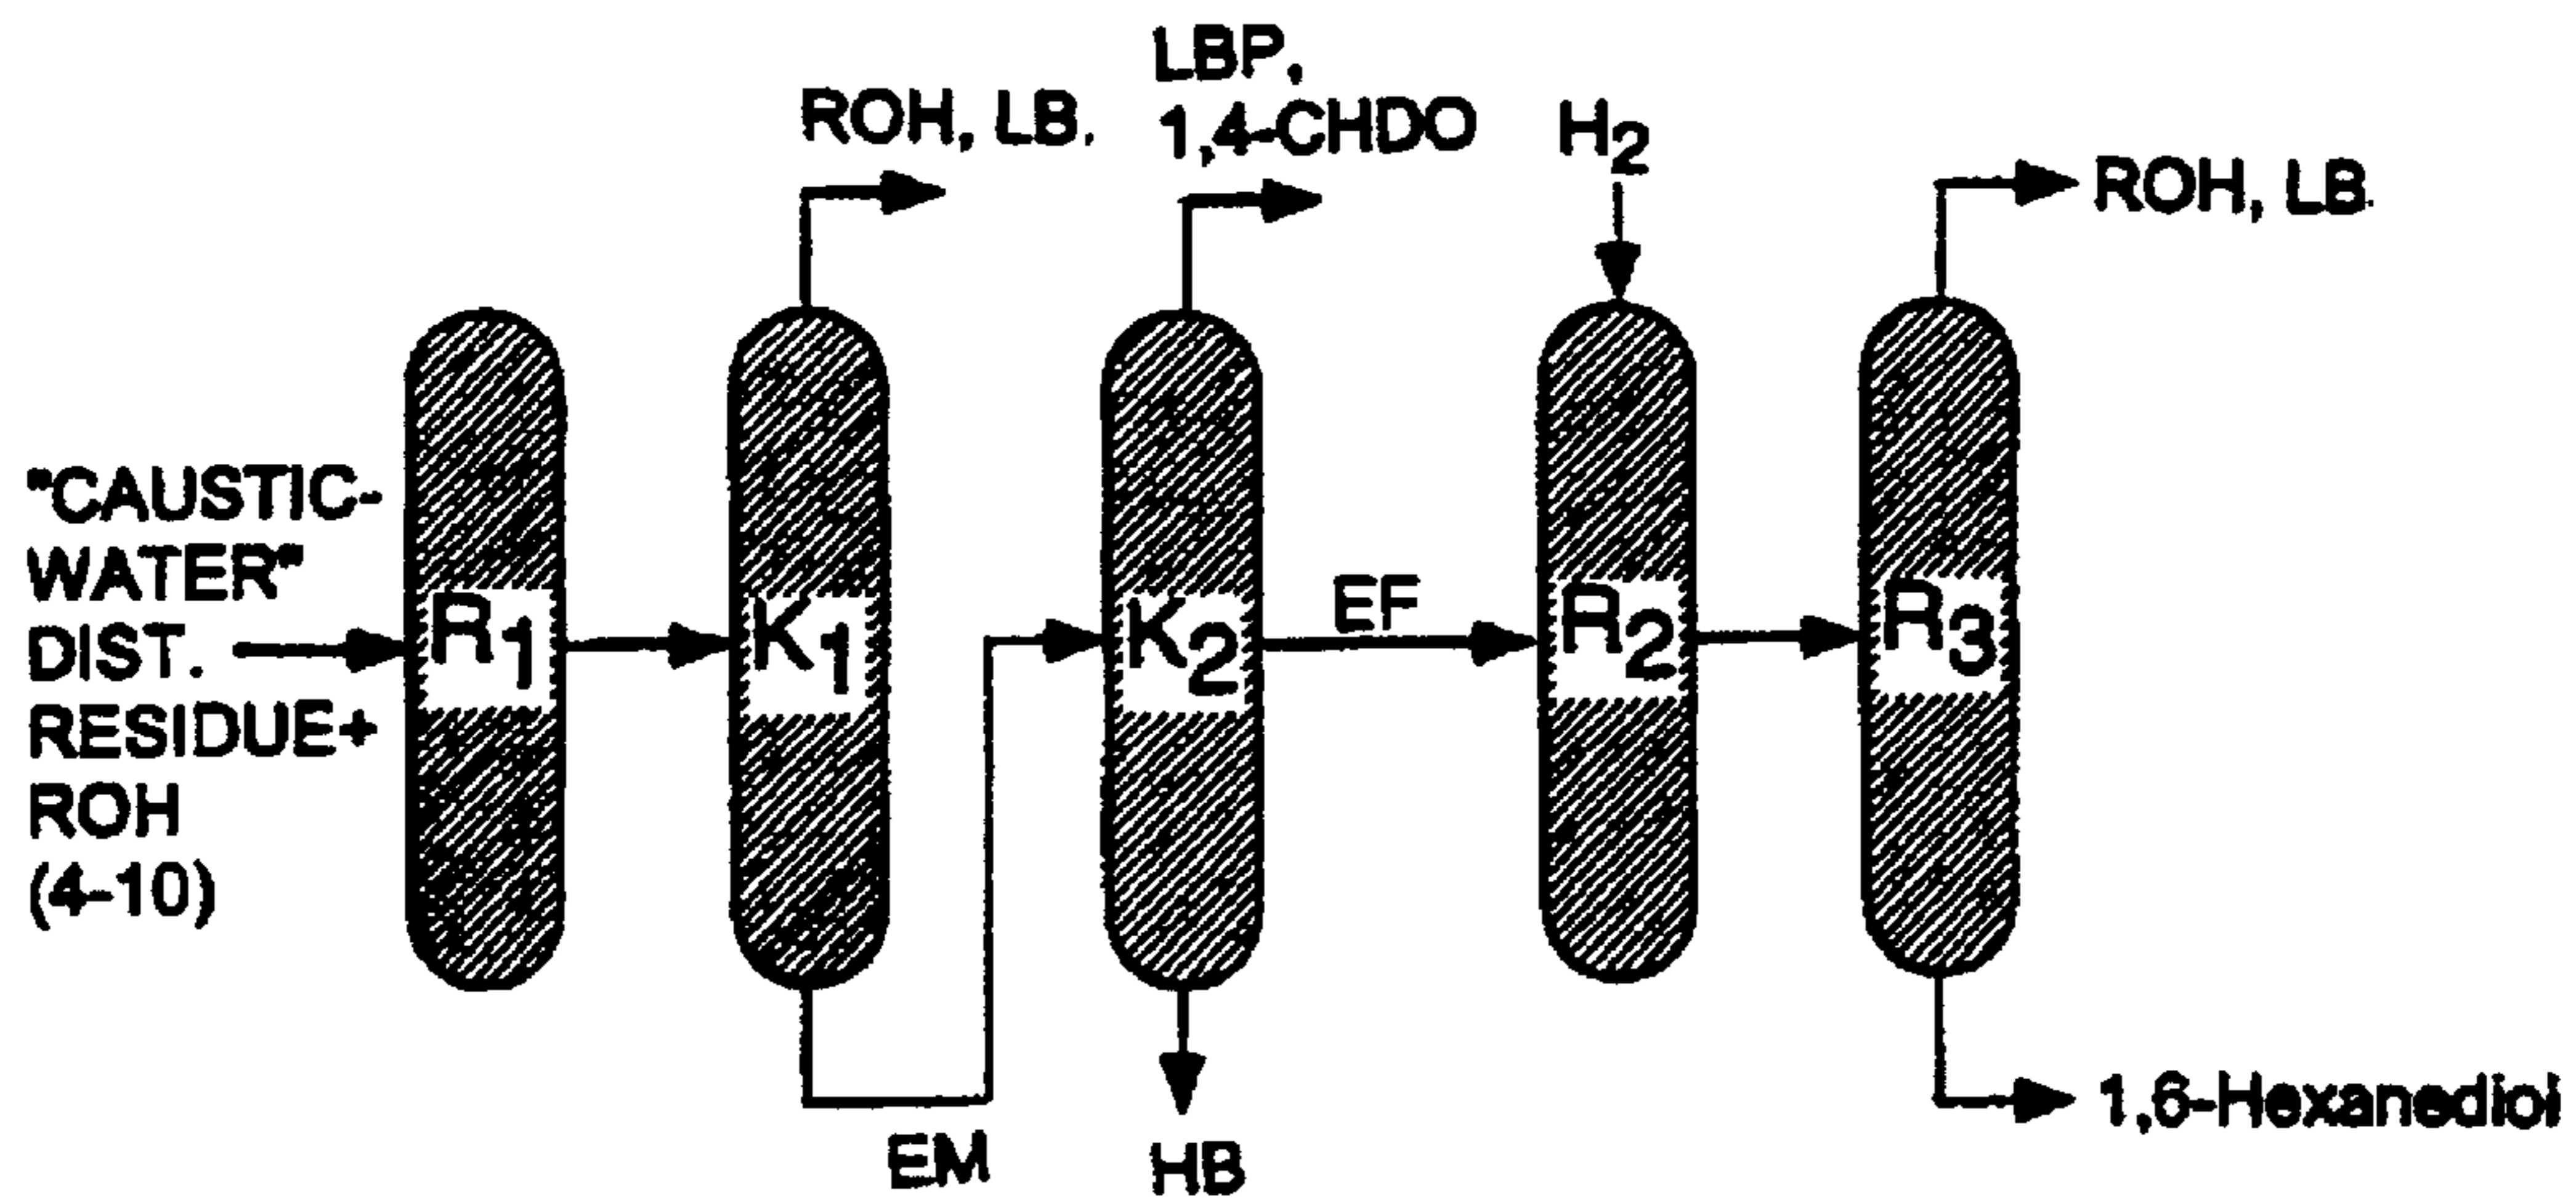 "CAUSTIC-
WATER"
DIST.
RESIDUE+
ROH
(4-10)
R1
ROH, LB.
K1
EM
LBP,
1,4-CHDO
K2
HB
EF
H2
R2
R3
ROH, LB.
1,6-Hexanediol